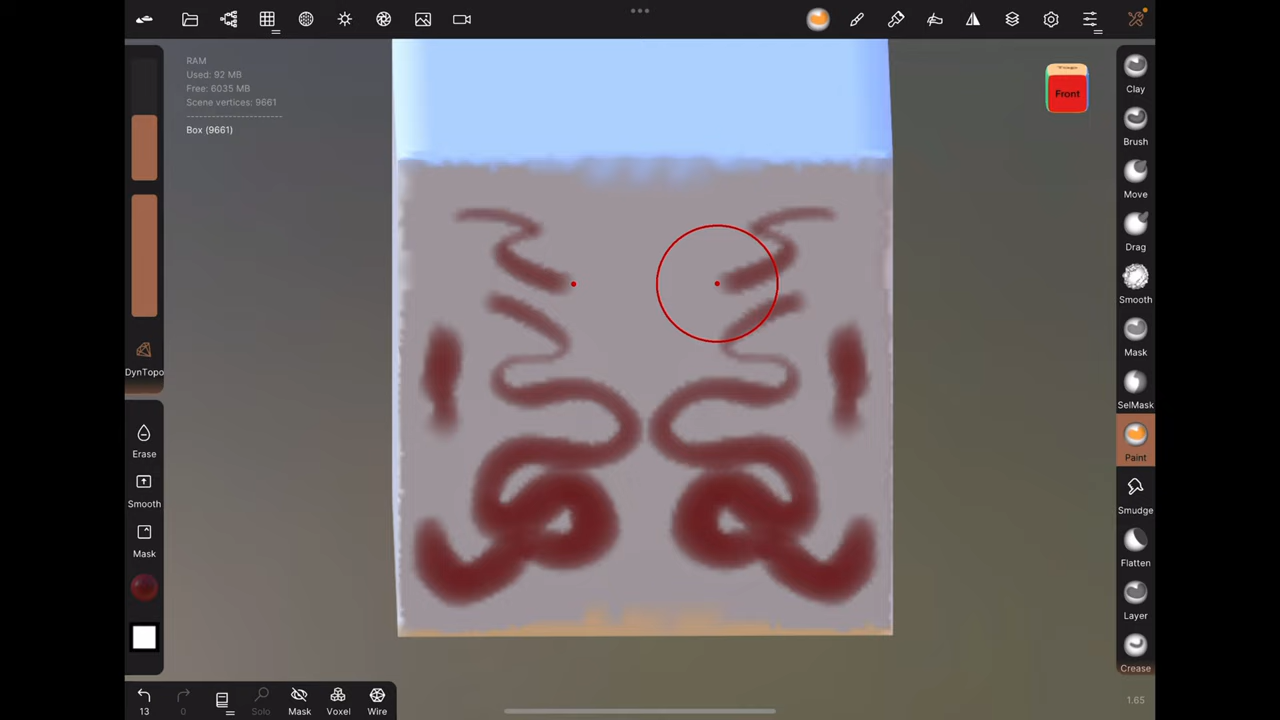 RAM
Used: 92 MB
Free: 6035 MB
Scene vertices: 9661
Box (9661)
Front
Clay
Brush
Move
Drag
Smooth
Mask
SelMask
Paint
Smudge
Flatten
Layer
Crease
DynTopo
Erase
Smooth
Mask
13
0
Solo
Mask
Voxel
Wire
1.65